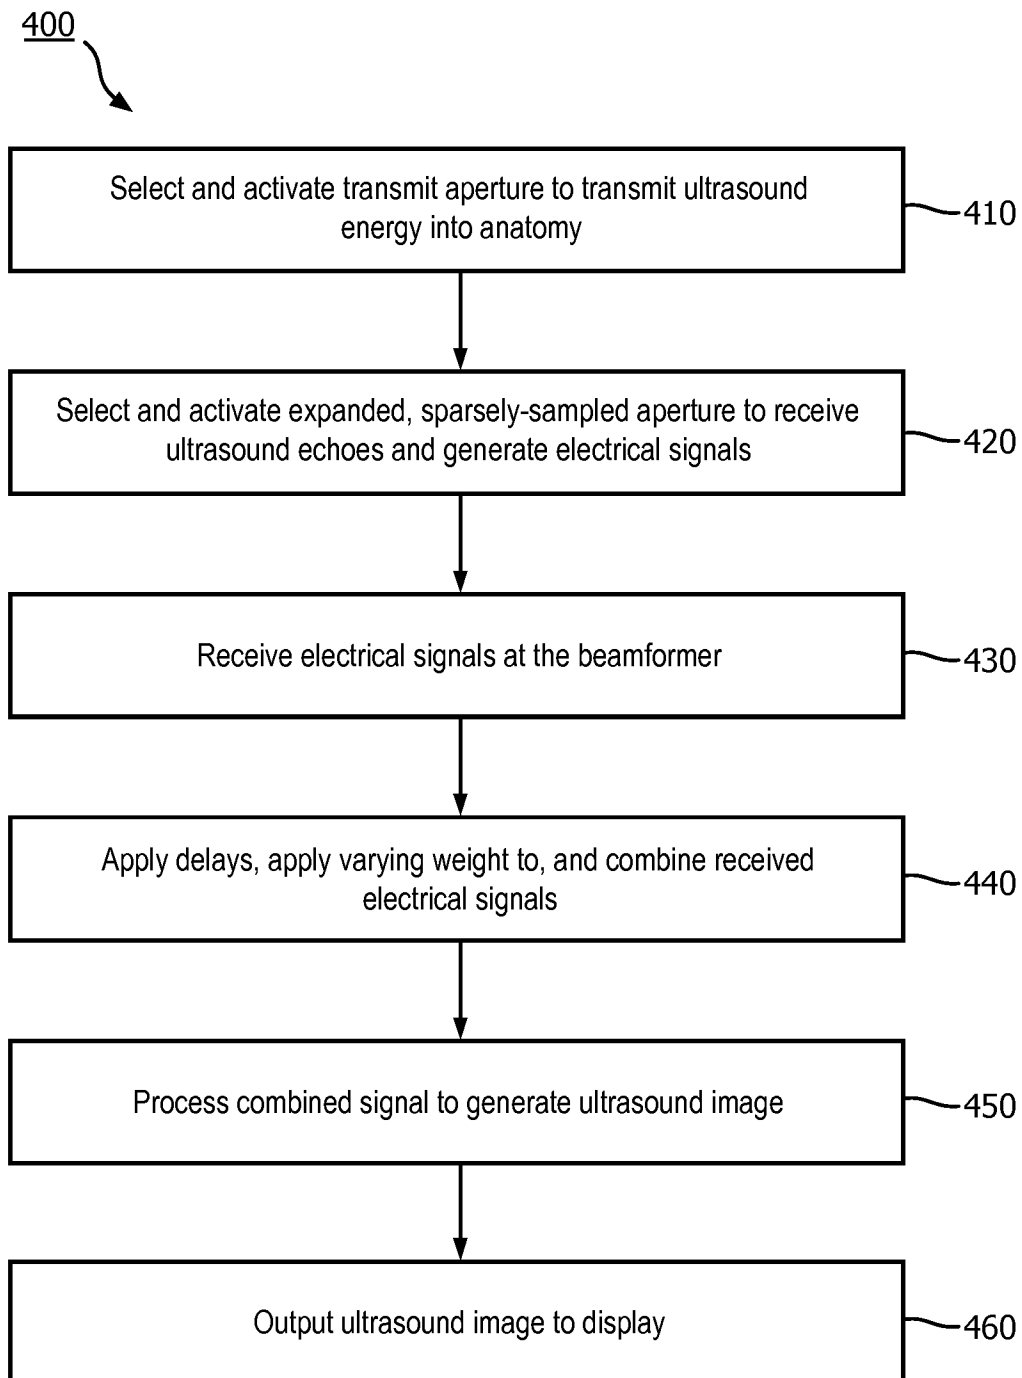 400
Select and activate transmit aperture to transmit ultrasound
energy into anatomy
410
Select and activate expanded, sparsely-sampled aperture to receive
ultrasound echoes and generate electrical signals
420
Receive electrical signals at the beamformer
430
Apply delays, apply varying weight to, and combine received
electrical signals
440
Process combined signal to generate ultrasound image
450
Output ultrasound image to display
460